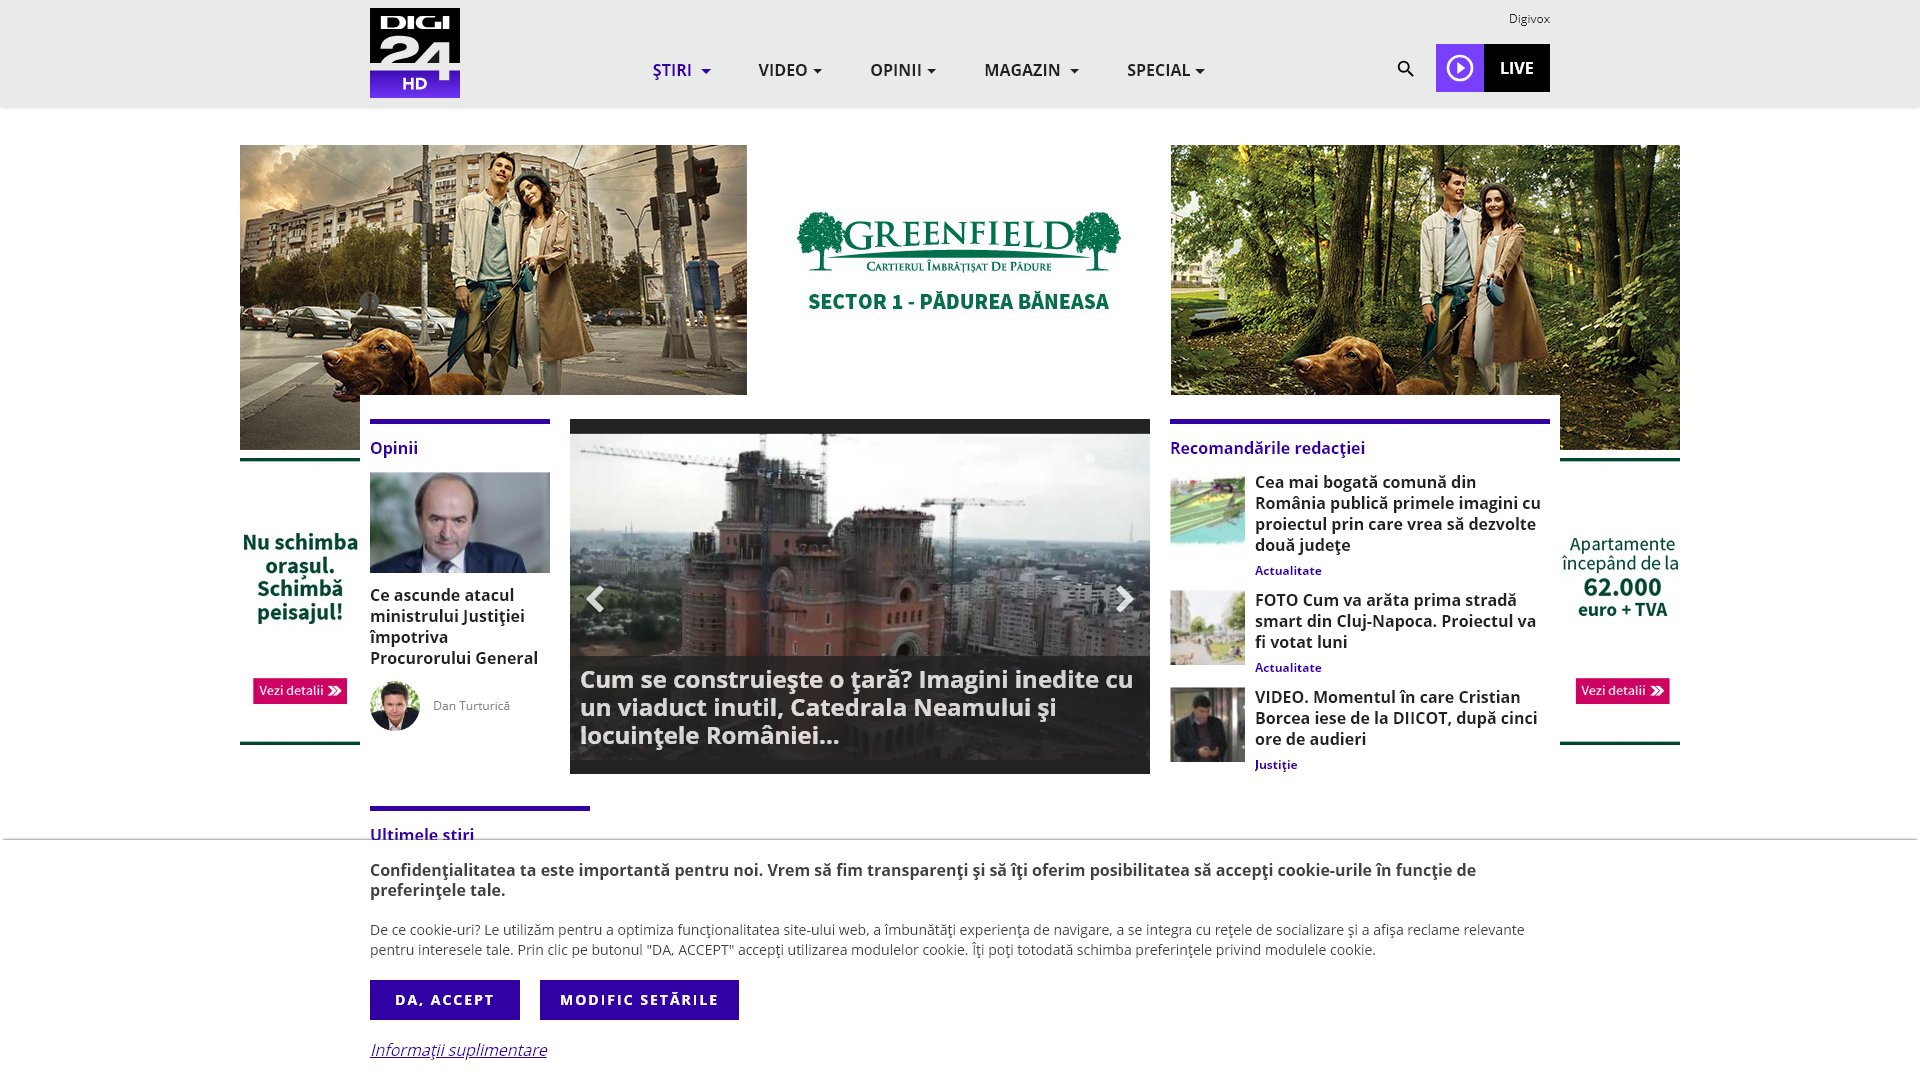 DIGI
24
HD
Digivox
ȘTIRI
VIDEO
OPINII
MAGAZIN
SPECIAL
LIVE
GREENFIELD
CARTIERUL ÎMBRĂȚIȘAT DE PĂDURE
SECTOR 1 - PĂDUREA BĂNEASA
Nu schimba
orașul.
Schimbă
peisajul!
Vezi detalii
Opinii
Ce ascunde atacul
ministrului Justiţiei
împotriva
Procurorului General
Dan Turturică
Cum se construieşte o ţară? Imagini inedite cu
un viaduct inutil, Catedrala Neamului şi
locuinţele României...
Recomandările redacţiei
Cea mai bogată comună din
România publică primele imagini cu
proiectul prin care vrea să dezvolte
două judeţe
Actualitate
FOTO Cum va arăta prima stradă
smart din Cluj-Napoca. Proiectul va
fi votat luni
Actualitate
VIDEO. Momentul în care Cristian
Borcea iese de la DIICOT, după cinci
ore de audieri
Justiţie
Apartamente
începând de la
62.000
euro + TVA
Vezi detalii
Ultimele ştiri
Confidenţialitatea ta este importantă pentru noi. Vrem să fim transparenţi și să îţi oferim posibilitatea să accepţi cookie-urile în funcţie de
preferinţele tale.
De ce cookie-uri? Le utilizăm pentru a optimiza funcţionalitatea site-ului web, a îmbunătăţi experienţa de navigare, a se integra cu reţele de socializare şi a afişa reclame relevante
pentru interesele tale. Prin clic pe butonul "DA, ACCEPT" accepţi utilizarea modulelor cookie. Îţi poţi totodată schimba preferinţele privind modulele cookie.
DA, ACCEPT
MODIFIC SETĂRILE
Informaţii suplimentare